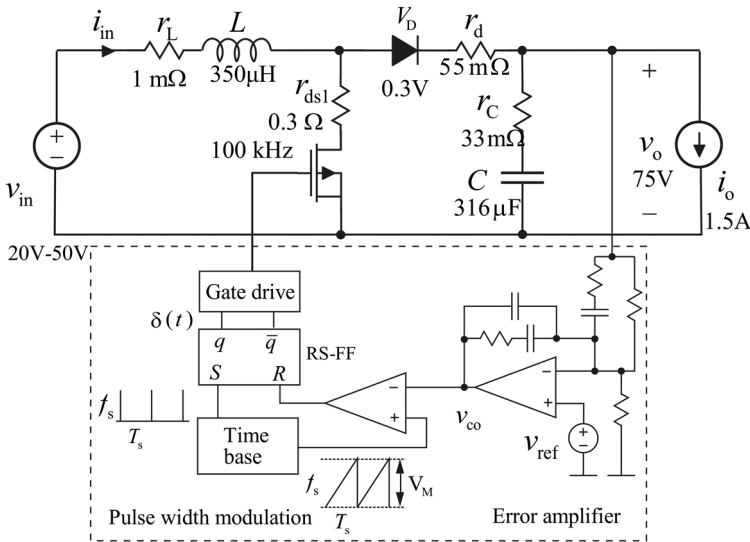 i_in
r_L
L
V_D
r_d
1 mΩ
350μH
r_ds1
0.3V
55 mΩ
+
0.3 Ω
r_C
33mΩ
100 kHz
+
−
v_in
C
316μF
v_o
75V
i_o
−
1.5A
20V-50V
Gate drive
δ(t)
q
q̅
RS-FF
S
R
f_s
T_s
Time
base
−
+
v_co
−
+
v_ref
+
−
f_s
V_M
T_s
Pulse width modulation
Error amplifier